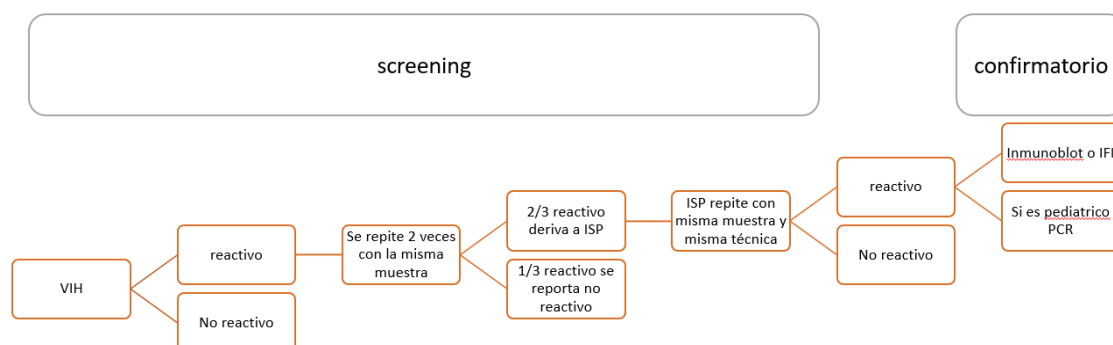 screening
confirmatorio
VIH
reactivo
No reactivo
Se repite 2 veces
con la misma
muestra
2/3 reactivo
deriva a ISP
1/3 reactivo se
reporta no
reactivo
ISP repite con
misma muestra y
misma técnica
reactivo
No reactivo
Inmunoblot o IFI
Si es pediatrico
PCR